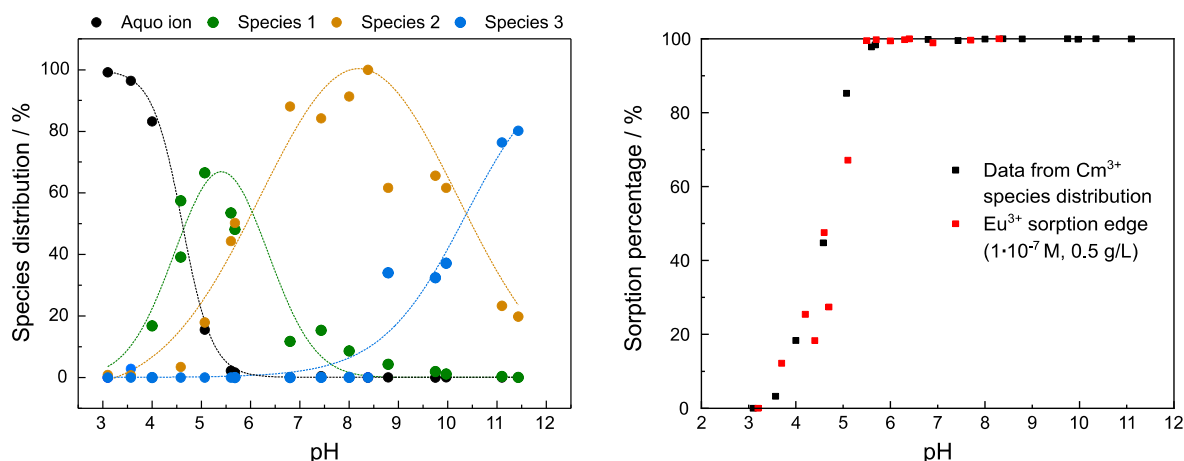 Aquo ion Species 1 Species 2 Species 3
Species distribution / %
100
80
60
40
20
0
3 4 5 6 7 8 9 10 11 12
pH
Sorption percentage / %
100
80
60
40
20
0
Data from Cm³⁺
species distribution
Eu³⁺ sorption edge
(1·10⁻⁷ M, 0.5 g/L)
2 3 4 5 6 7 8 9 10 11 12
pH